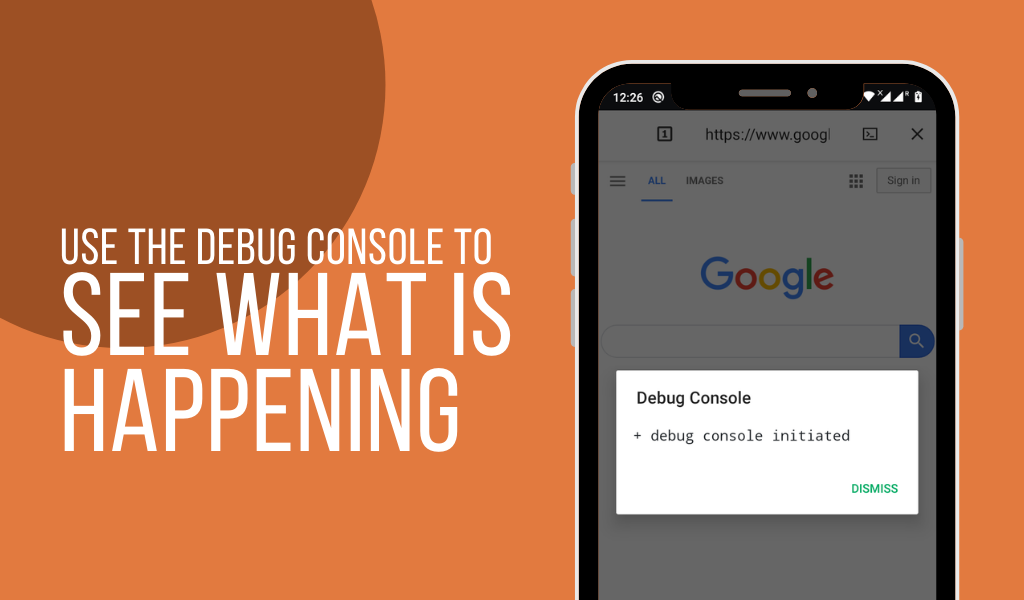 USE THE DEBUG CONSOLE TO
SEE WHAT IS
HAPPENING
12:26
R
1
https://www.googl
ALL
IMAGES
Sign in
Google
Debug Console
+ debug console initiated
DISMISS